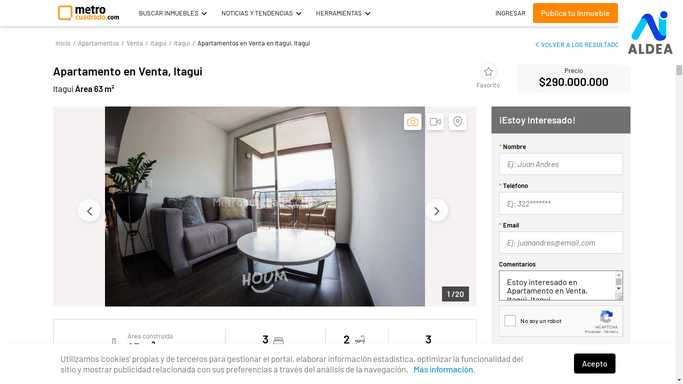 metro
cuadrado.com
BUSCAR INMUEBLES
NOTICIAS Y TENDENCIAS
HERRAMIENTAS
INGRESAR
Publica tu Inmueble
AI ALDEA
Inicio / Apartamentos / Venta / Itagui / Itagui / Apartamentos en Venta en Itagui, Itagui
VOLVER A LOS RESULTADO
Apartamento en Venta, Itagui
Itagui Área 63 m²
Favorito
Precio
$290.000.000
HOUM
1 / 20
¡Estoy Interesado!
* Nombre
Ej: Juan Andres
* Teléfono
Ej: 322*******
* Email
Ej: juanandres@email.com
Comentarios
Estoy interesado en
Apartamento en Venta,
Itagui, Itagui
No soy un robot
reCAPTCHA
Privacidad - Términos
Área construida
3
2
3
Utilizamos 'cookies' propias y de terceros para gestionar el portal, elaborar información estadística, optimizar la funcionalidad del
sitio y mostrar publicidad relacionada con sus preferencias a través del análisis de la navegación. Más información.
Acepto